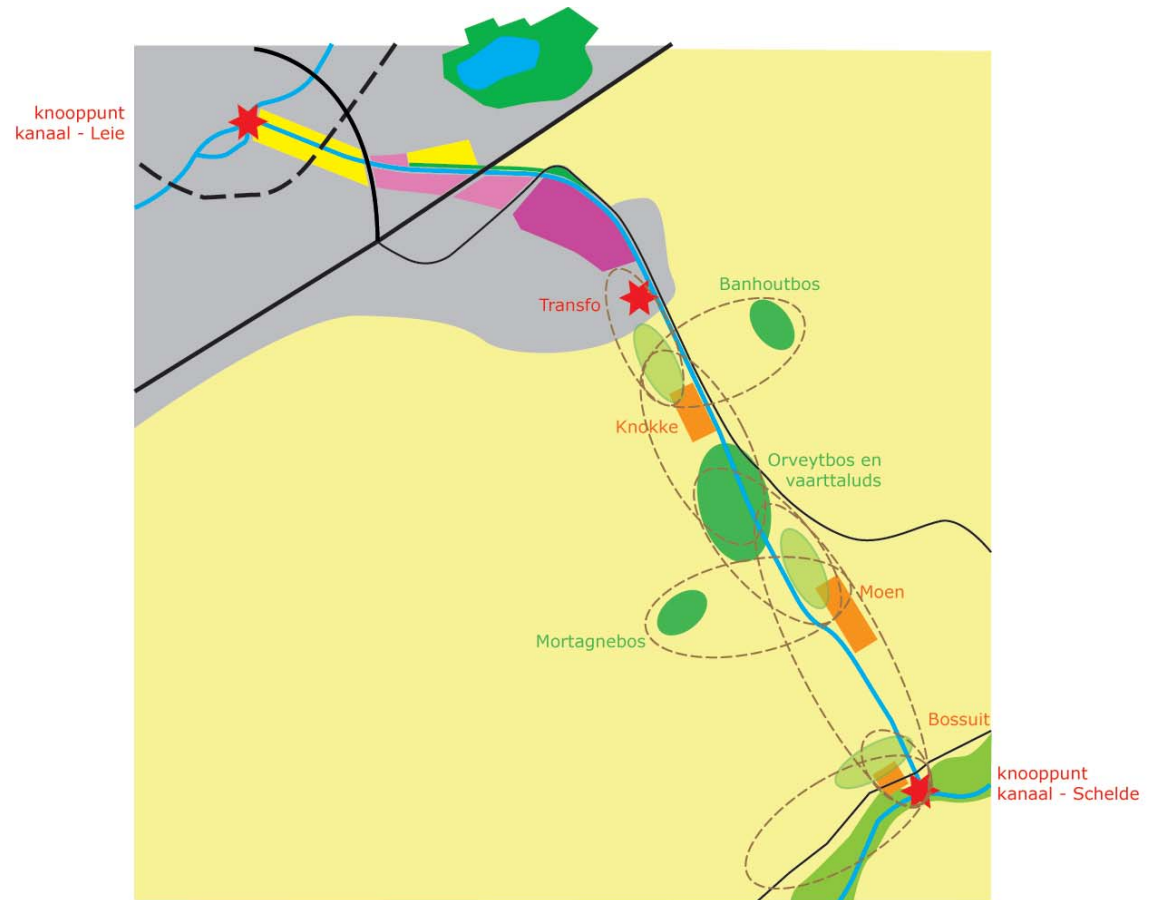 knooppunt
kanaal - Leie
Transfo
Banhoutbos
Knokke
Orveytbos en
vaarttaluds
Moen
Mortagnebos
Bossuit
knooppunt
kanaal - Schelde